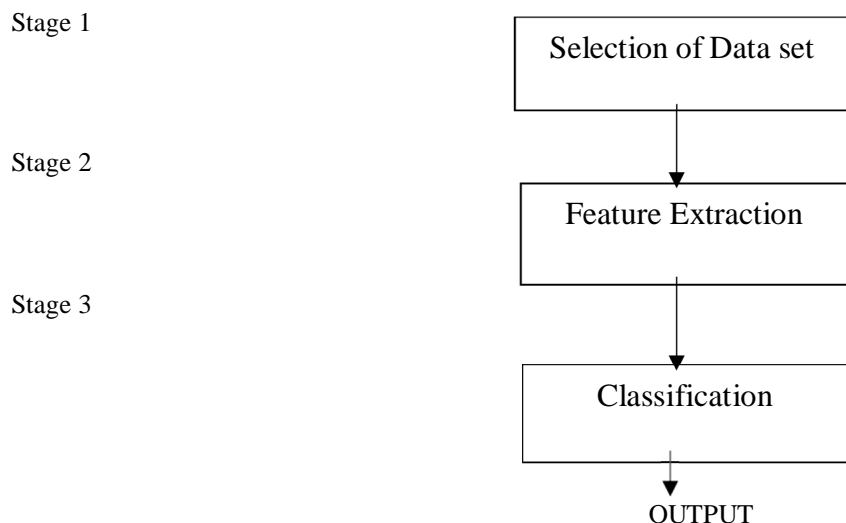 Stage 1
Selection of Data set
Stage 2
Feature Extraction
Stage 3
Classification
OUTPUT